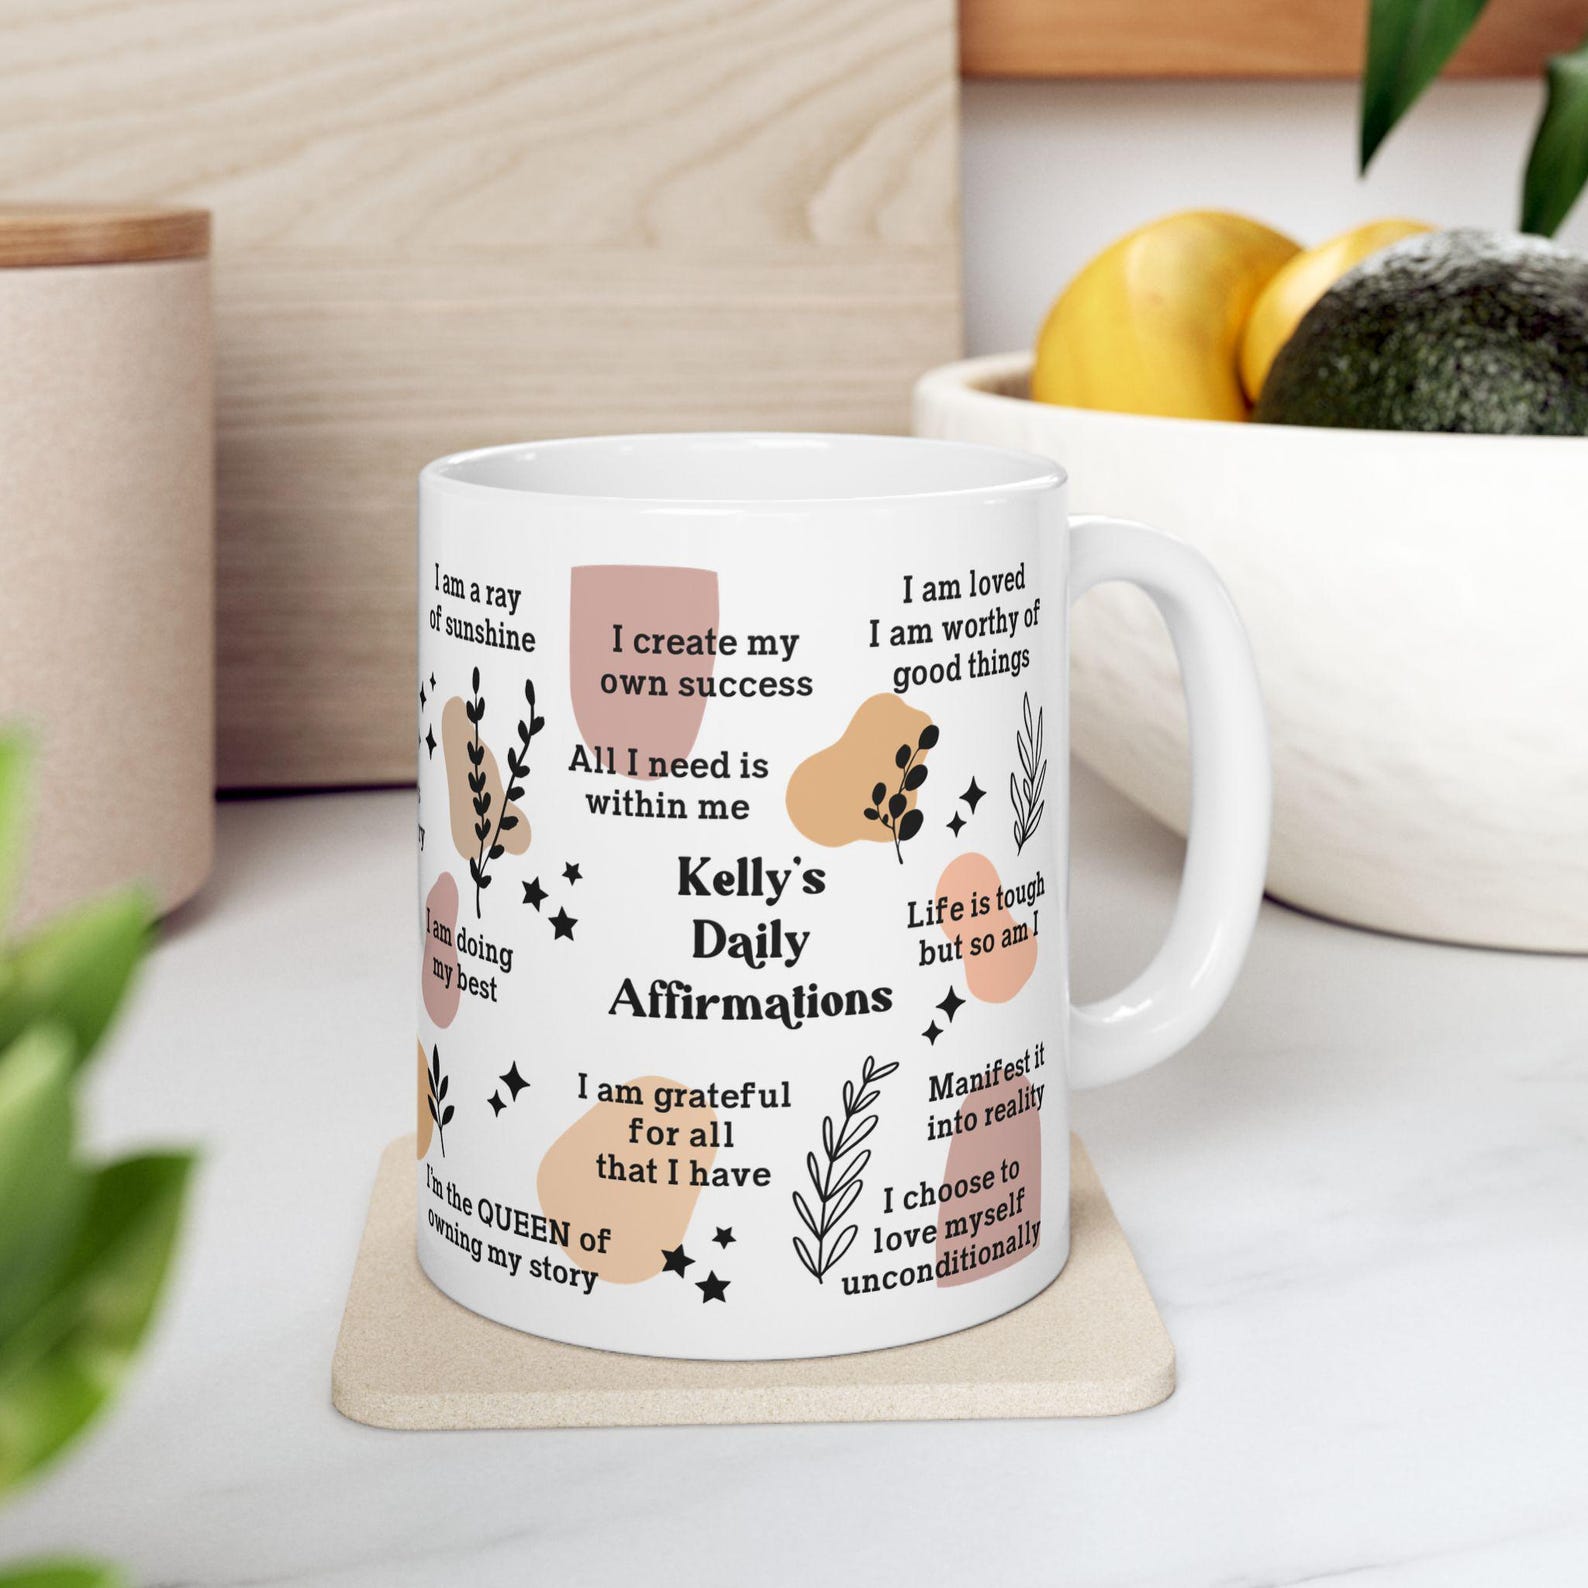 I am a ray
of sunshine
I create my
own success
I am loved
I am worthy of
good things
All I need is
within me
Kelly's
Daily
Affirmations
Life is tough
but so am I
I am doing
my best
I am grateful
for all
that I have
Manifest it
into reality
I'm the QUEEN of
owning my story
I choose to
love myself
unconditionally